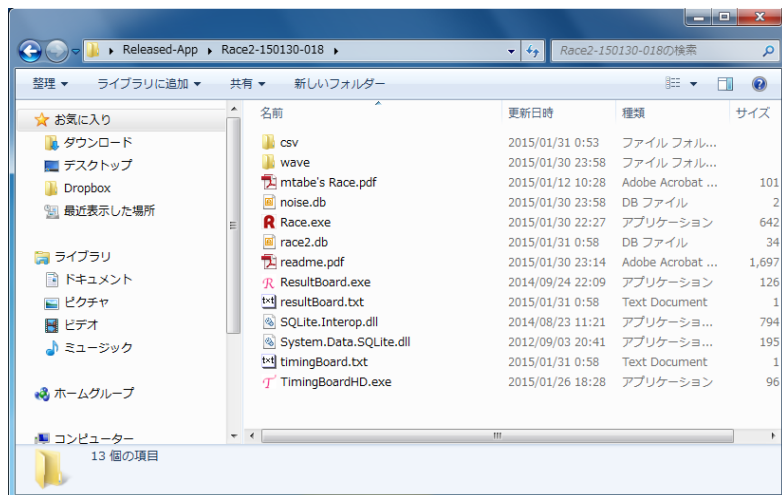 Released-App Race2-150130-018
Race2-150130-018の検索
整理 ライブラリに追加 共有 新しいフォルダー
お気に入り
ダウンロード
デスクトップ
Dropbox
最近表示した場所
ライブラリ
ドキュメント
ピクチャ
ビデオ
ミュージック
ホームグループ
コンピューター
名前 更新日時 種類 サイズ
csv 2015/01/31 0:53 ファイル フォル...
wave 2015/01/30 23:58 ファイル フォル...
mtabe's Race.pdf 2015/01/12 10:28 Adobe Acrobat ... 101
noise.db 2015/01/30 23:58 DB ファイル 2
Race.exe 2015/01/30 22:27 アプリケーション 642
race2.db 2015/01/31 0:58 DB ファイル 34
readme.pdf 2015/01/30 23:14 Adobe Acrobat ... 1,697
ResultBoard.exe 2014/09/24 22:09 アプリケーション 126
resultBoard.txt 2015/01/31 0:58 Text Document 1
SQLite.Interop.dll 2014/08/23 11:21 アプリケーショ... 794
System.Data.SQLite.dll 2012/09/03 20:41 アプリケーショ... 195
timingBoard.txt 2015/01/31 0:58 Text Document 1
TimingBoardHD.exe 2015/01/26 18:28 アプリケーション 96
13 個の項目